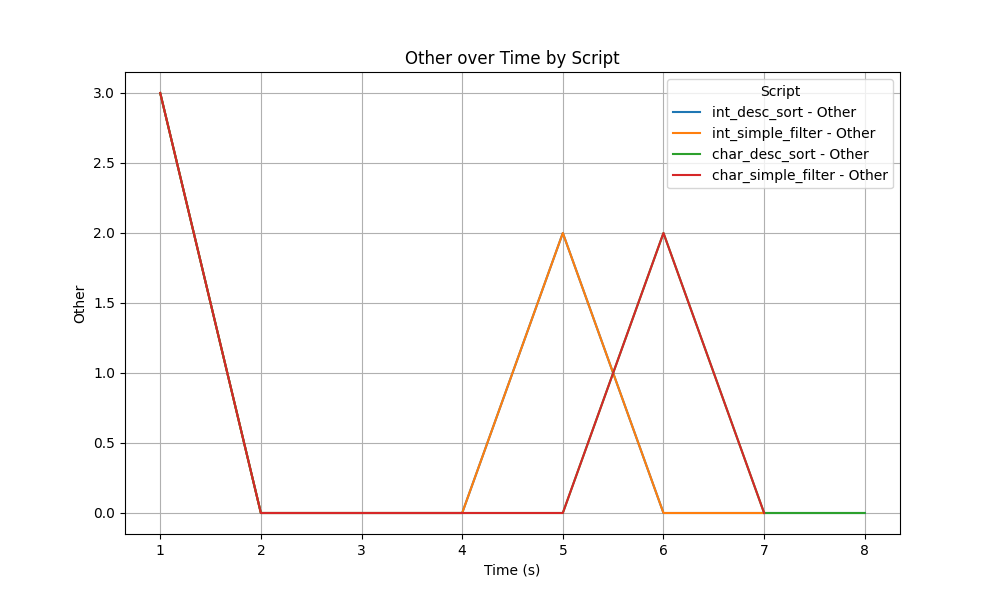 Other over Time by Script
Script
int_desc_sort - Other
int_simple_filter - Other
char_desc_sort - Other
char_simple_filter - Other
3.0
2.5
2.0
1.5
1.0
0.5
0.0
Other
1 2 3 4 5 6 7 8
Time (s)